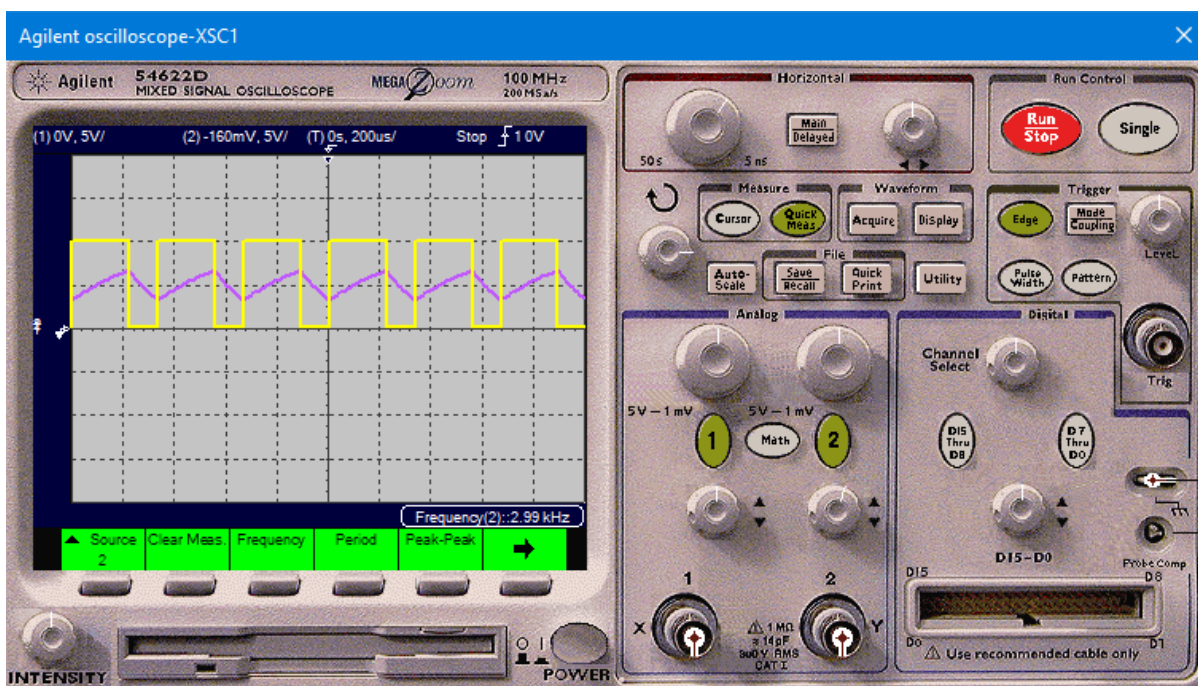 Agilent oscilloscope-XSC1
Agilent 54622D MEGA Zoom 100 MHz
MIXED SIGNAL OSCILLOSCOPE 200 MSa/s
(1) 0V, 5V/ (2) -160mV, 5V/ (T) 0s, 200us/ Stop 1 0V
Frequency(2)::2.99 kHz
Source Clear Meas. Frequency Period Peak-Peak
2
INTENSITY
POWER
Horizontal
Main
Delayed
50 s 5 ns
Run Control
Run
Stop
Single
Measure
Cursor
Quick
Meas
Waveform
Acquire Display
Trigger
Edge
Mode
Coupling
Level
File
Auto-
Scale
Save
Recall
Quick
Print
Utility
Pulse
Width
Pattern
Trig
Analog
5 V – 1 mV 5 V – 1 mV
1 Math 2
1 2
X Y
1 MΩ
≈ 14pF
300 V RMS
CAT I
Digital
Channel
Select
D15
Thru
D8
D7
Thru
D0
D15-D0
Probe Comp
D15 D8
D0
Use recommended cable only